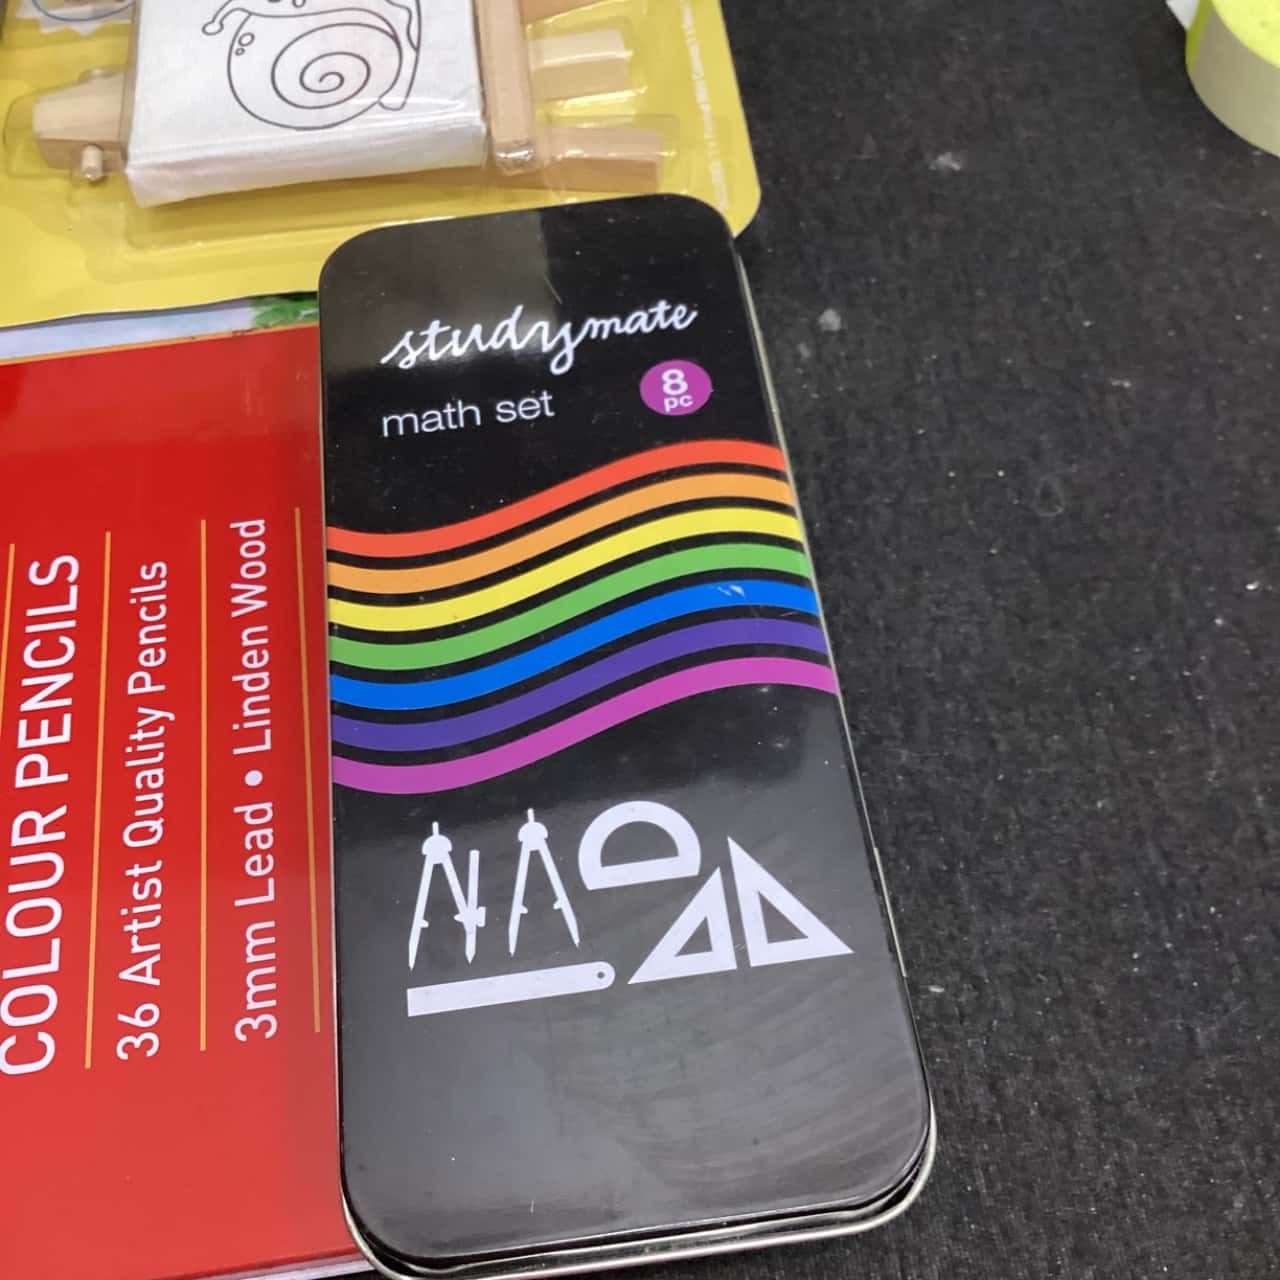 studymate
math set
8
pc
COLOUR PENCILS
36 Artist Quality Pencils
3mm Lead • Linden Wood